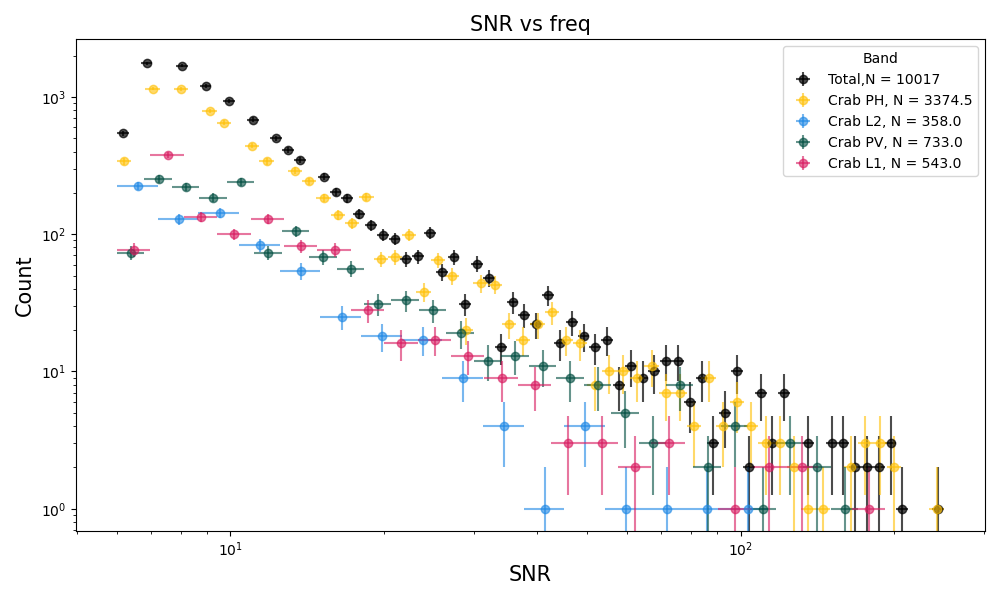 SNR vs freq
Band
Total,N = 10017
Crab PH, N = 3374.5
Crab L2, N = 358.0
Crab PV, N = 733.0
Crab L1, N = 543.0
Count
10³
10²
10¹
10⁰
10¹
10²
SNR